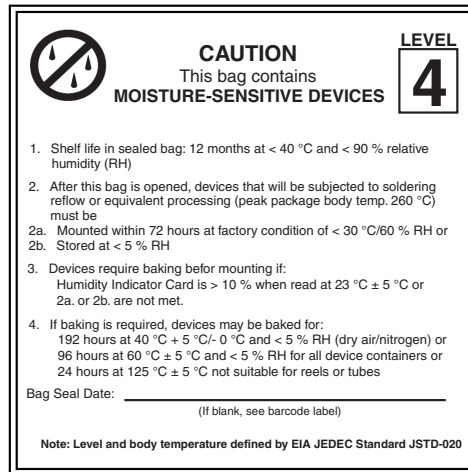 LEVEL
CAUTION
4
This bag contains
MOISTURE-SENSITIVE DEVICES
1. Shelf life in sealed bag: 12 months at < 40 °C and < 90 % relative
humidity (RH)
2. After this bag is opened, devices that will be subjected to soldering
reflow or equivalent processing (peak package body temp. 260 °C)
must be
2a. Mounted within 72 hours at factory condition of < 30 °C/60 % RH or
2b. Stored at < 5 % RH
3. Devices require baking befor mounting if:
Humidity Indicator Card is > 10 % when read at 23 °C ± 5 °C or
2a. or 2b. are not met.
4. If baking is required, devices may be baked for:
192 hours at 40 °C + 5 °C/- 0 °C and < 5 % RH (dry air/nitrogen) or
96 hours at 60 °C ± 5 °C and < 5 % RH for all device containers or
24 hours at 125 °C ± 5 °C not suitable for reels or tubes
Bag Seal Date:
(If blank, see barcode label)
Note: Level and body temperature defined by EIA JEDEC Standard JSTD-020